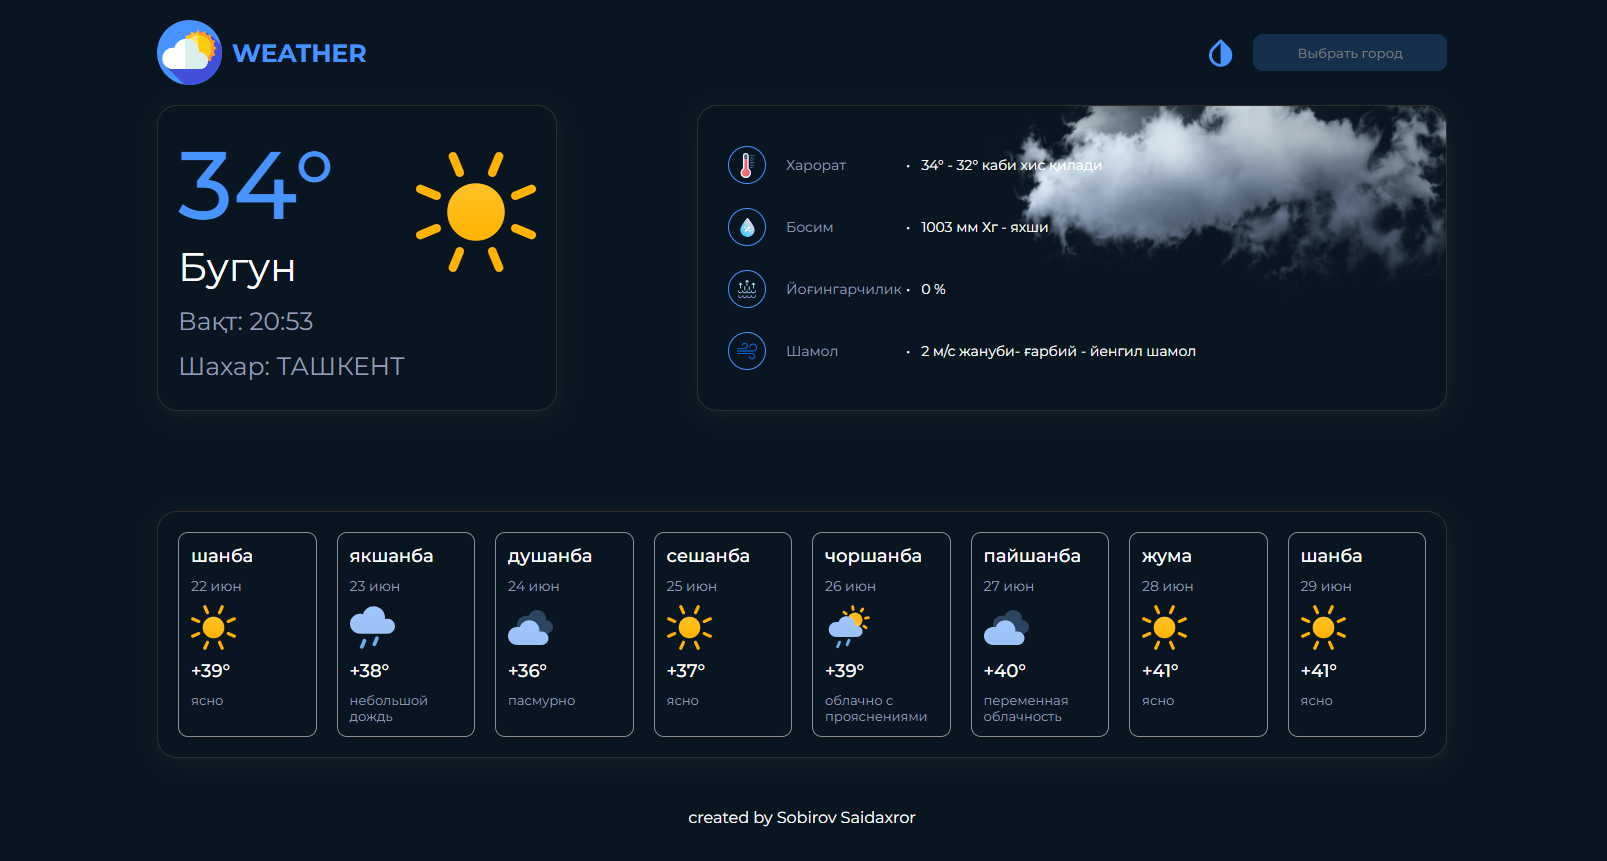 WEATHER
Выбрать город
34°
Бугун
Вақт: 20:53
Шахар: ТАШКЕНТ
Харорат • 34° - 32° каби хис қилади
Босим • 1003 мм Хг - яхши
Йоғингарчилик • 0 %
Шамол • 2 м/с жануби- ғарбий - йенгил шамол
шанба
22 июн
+39°
ясно
якшанба
23 июн
+38°
небольшой
дождь
душанба
24 июн
+36°
пасмурно
сешанба
25 июн
+37°
ясно
чоршанба
26 июн
+39°
облачно с
прояснениями
пайшанба
27 июн
+40°
переменная
облачность
жума
28 июн
+41°
ясно
шанба
29 июн
+41°
ясно
created by Sobirov Saidaxror